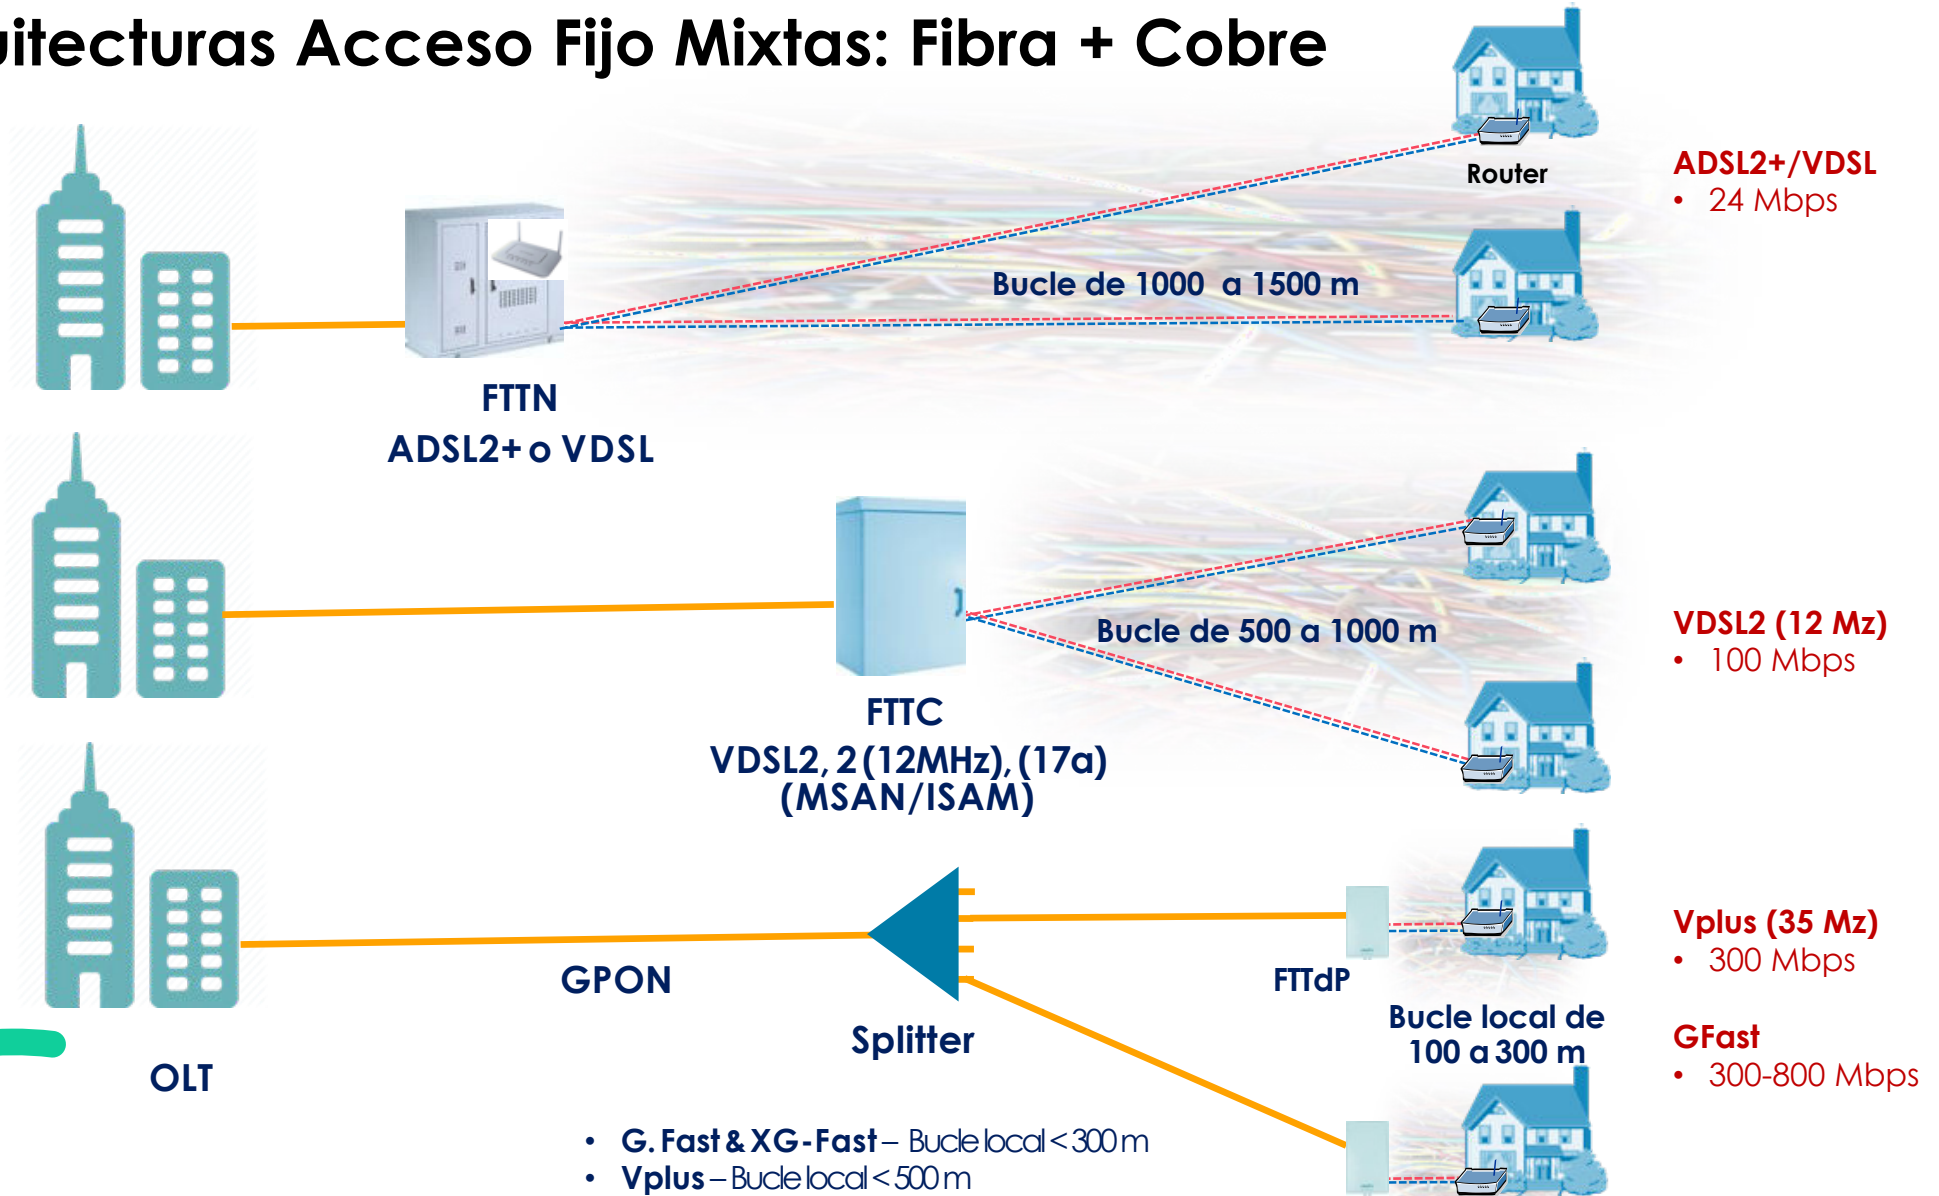 uitecturas Acceso Fijo Mixtas: Fibra + Cobre
Router
ADSL2+/VDSL
• 24 Mbps
Bucle de 1000 a 1500 m
FTTN
ADSL2+ o VDSL
Bucle de 500 a 1000 m
VDSL2 (12 Mz)
• 100 Mbps
FTTC
VDSL2, 2 (12MHz), (17a)
(MSAN/ISAM)
Vplus (35 Mz)
• 300 Mbps
GPON
FTTdP
Splitter
Bucle local de
100 a 300 m
GFast
• 300-800 Mbps
OLT
• G. Fast & XG-Fast – Bucle local < 300 m
• Vplus – Bucle local < 500 m